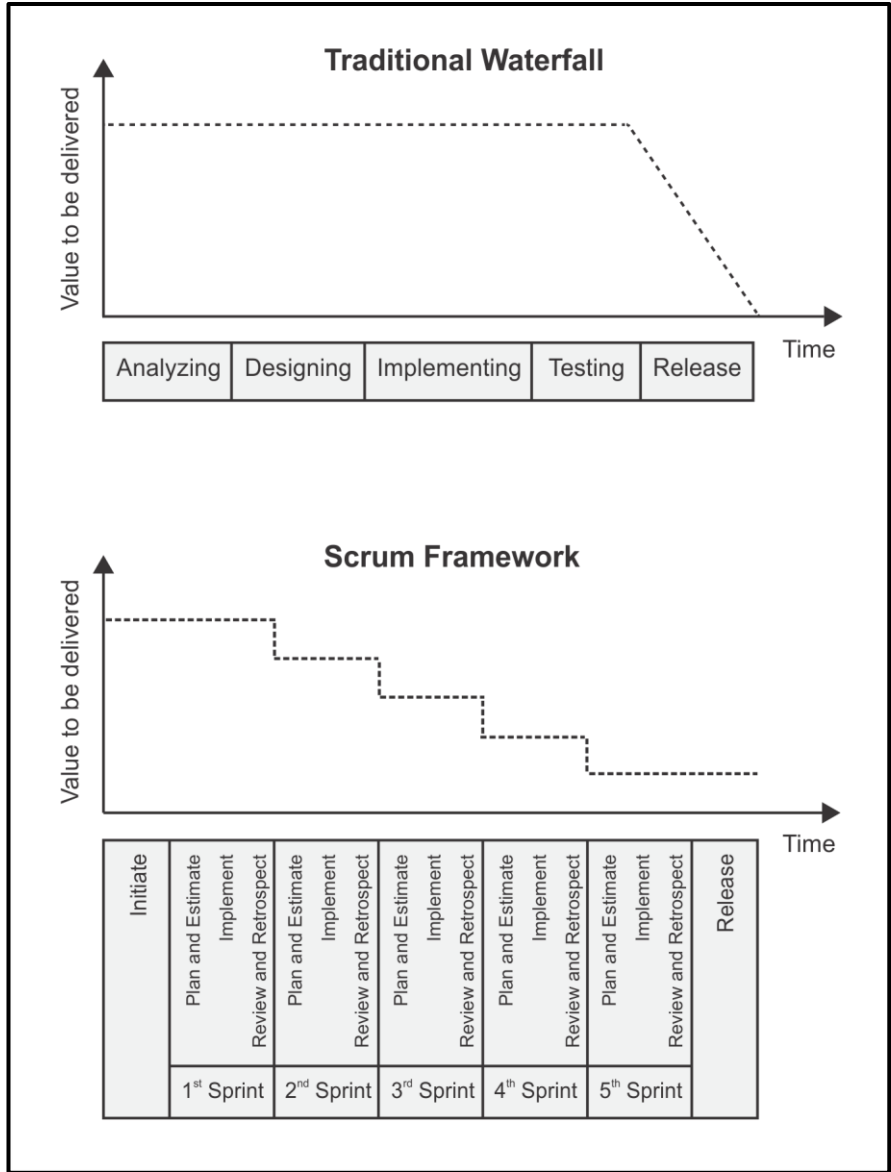 Traditional Waterfall
Value to be delivered
Time
Analyzing
Designing
Implementing
Testing
Release
Scrum Framework
Value to be delivered
Time
Initiate
Plan and Estimate
Implement
Review and Retrospect
Plan and Estimate
Implement
Review and Retrospect
Plan and Estimate
Implement
Review and Retrospect
Plan and Estimate
Implement
Review and Retrospect
Plan and Estimate
Implement
Review and Retrospect
Release
1st Sprint
2nd Sprint
3rd Sprint
4th Sprint
5th Sprint